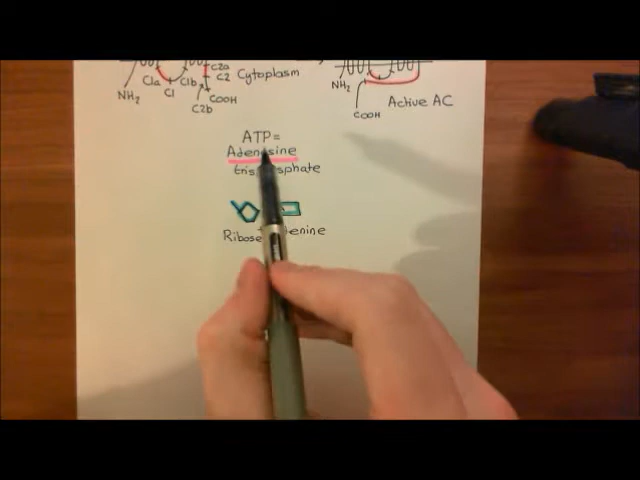 C2a
C1a C1b C2 Cytoplasm
NH2 C1 COOH
C2b
NH2
COOH Active AC
ATP=
Adenosine
Ribose